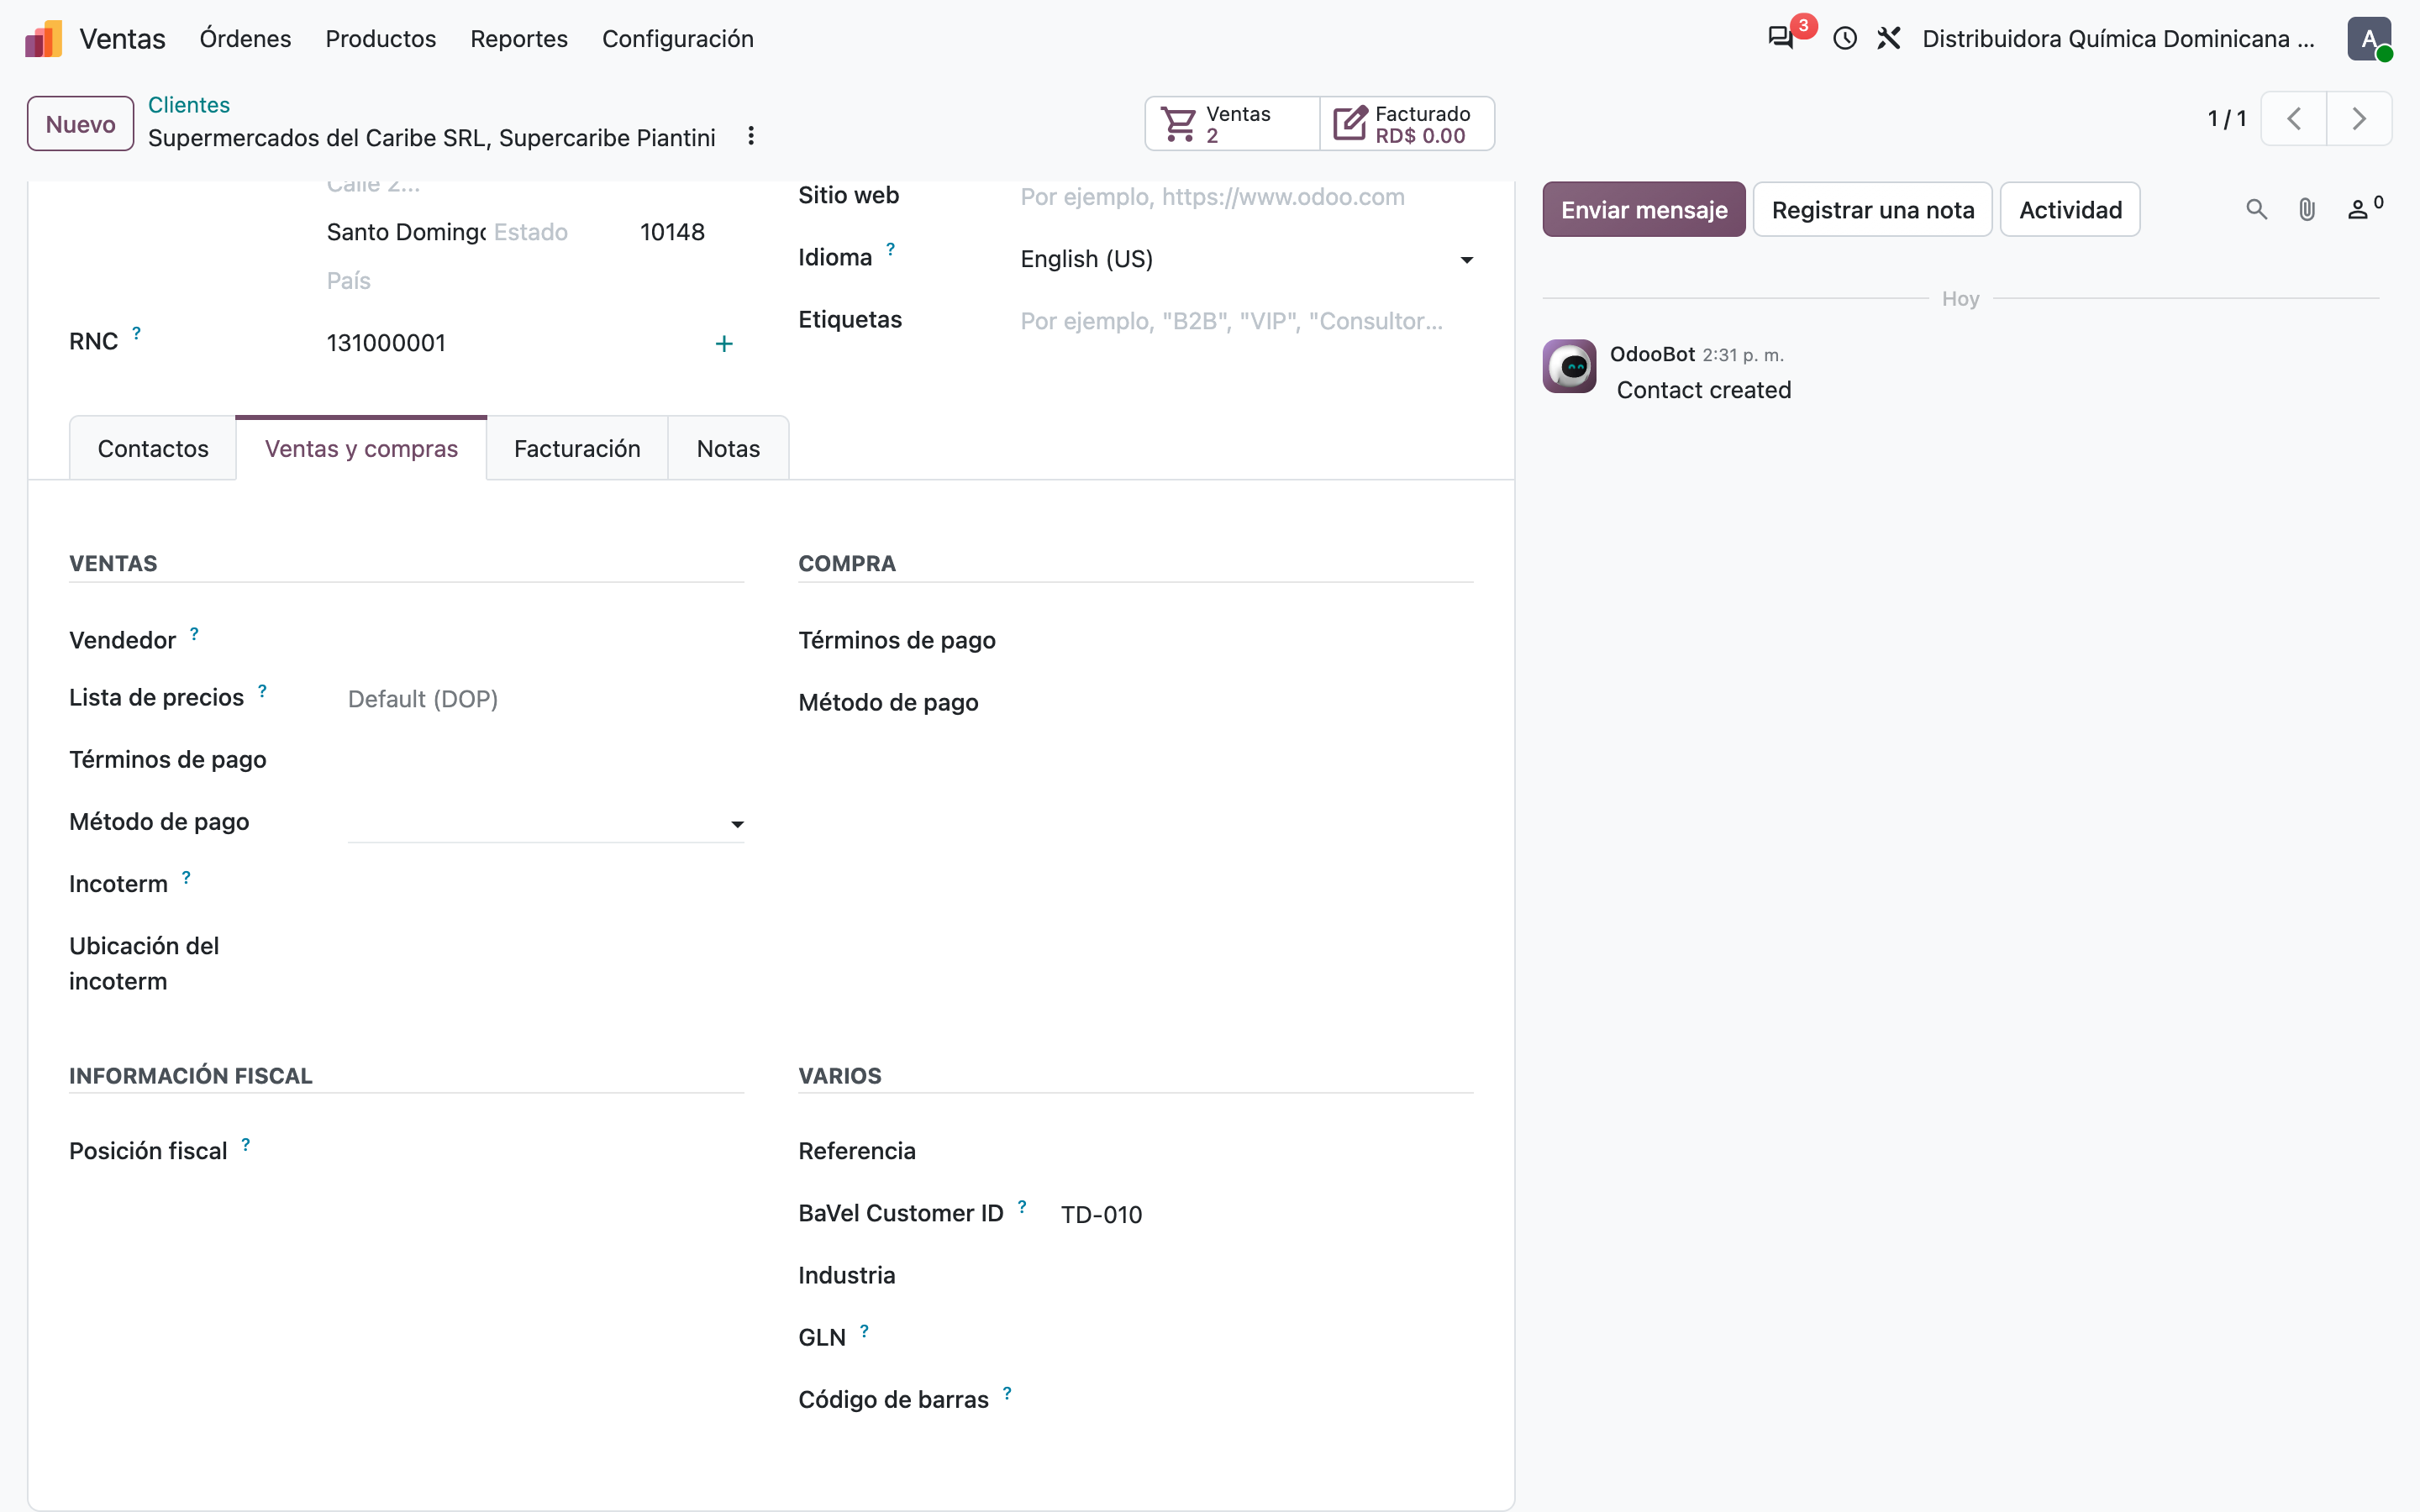 Ventas Órdenes Productos Reportes Configuración 3 Distribuidora Química Dominicana ... A
Nuevo Clientes
Supermercados del Caribe SRL, Supercaribe Piantini
Ventas
2
Facturado
RD$ 0.00
1 / 1
Calle 2...
Santo Domingo Estado 10148
País
RNC ? 131000001 +
Sitio web Por ejemplo, https://www.odoo.com
Idioma ? English (US)
Etiquetas Por ejemplo, "B2B", "VIP", "Consultor...
Enviar mensaje Registrar una nota Actividad 0
Hoy
OdooBot 2:31 p. m.
Contact created
Contactos Ventas y compras Facturación Notas
VENTAS
Vendedor ?
Lista de precios ? Default (DOP)
Términos de pago
Método de pago
Incoterm ?
Ubicación del
incoterm
COMPRA
Términos de pago
Método de pago
INFORMACIÓN FISCAL
Posición fiscal ?
VARIOS
Referencia
BaVel Customer ID ? TD-010
Industria
GLN ?
Código de barras ?